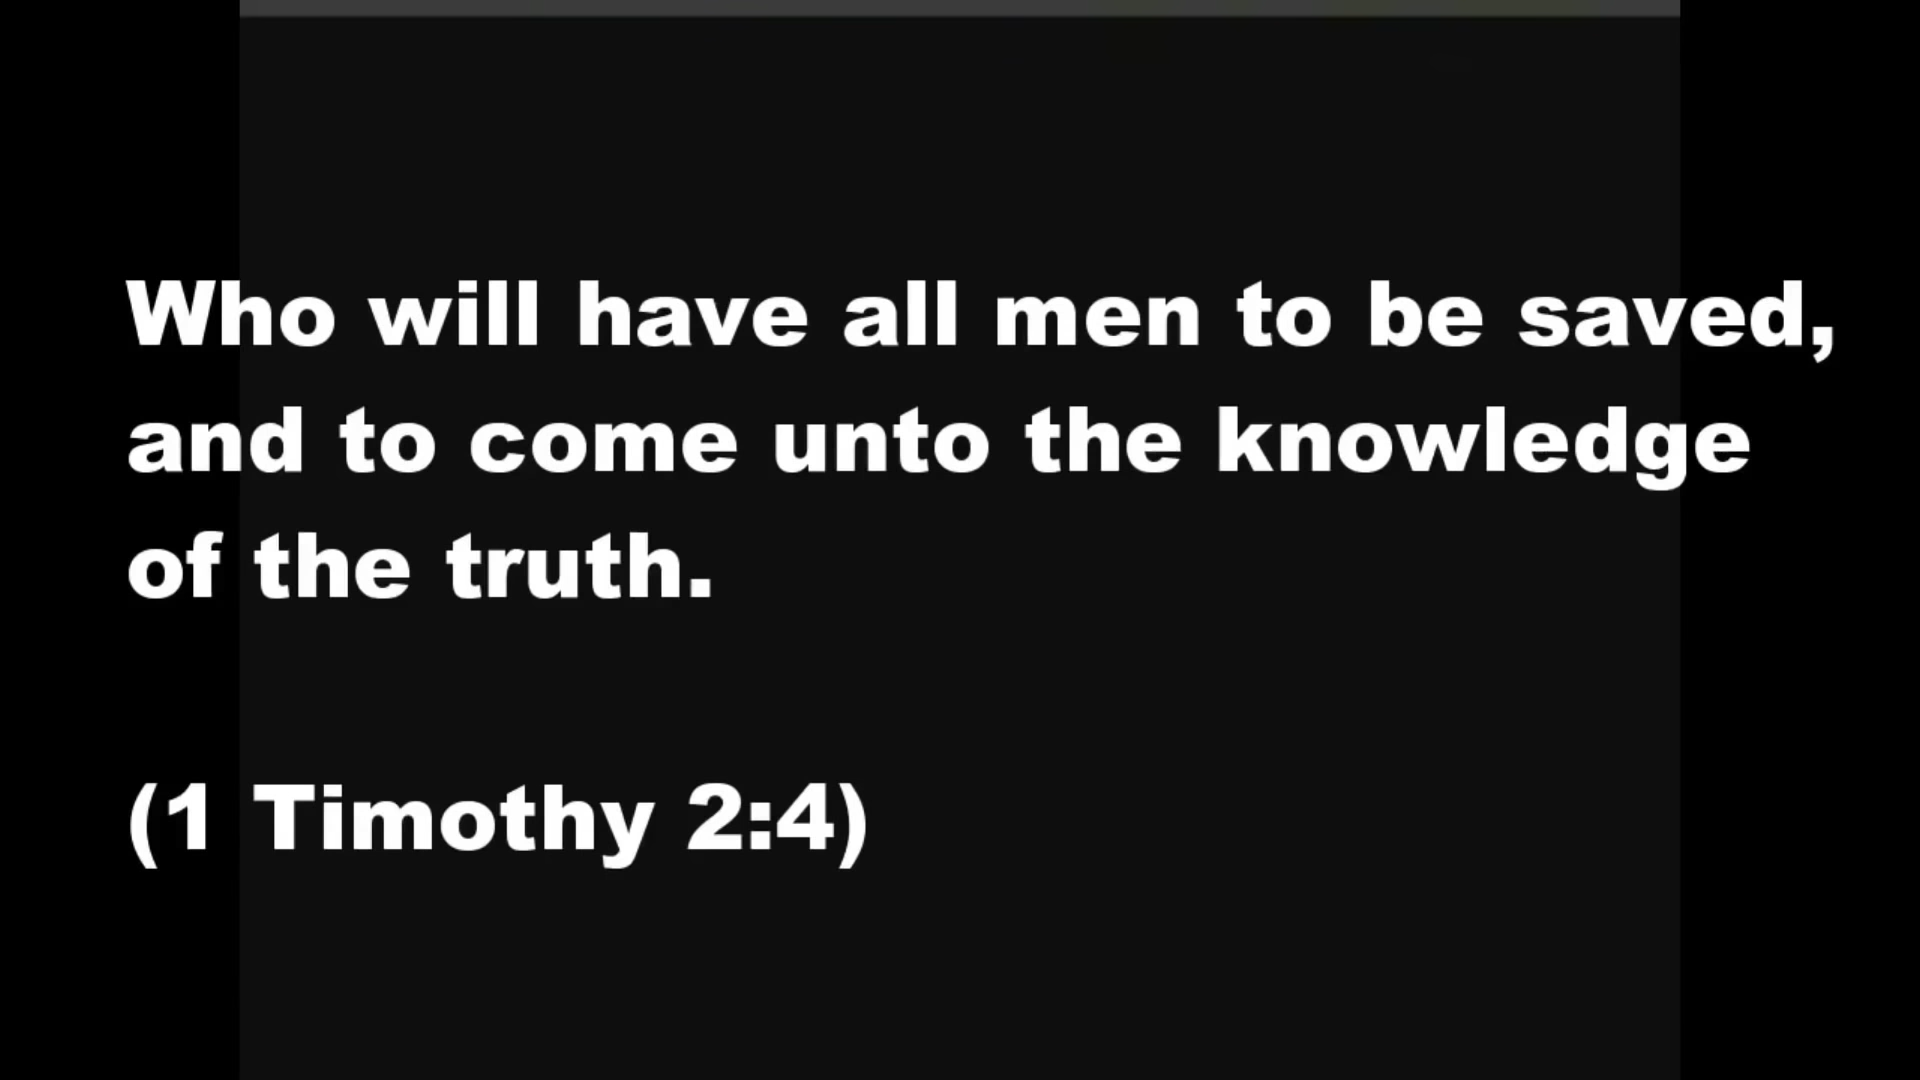 Who will have all men to be saved,
and to come unto the knowledge
of the truth.
(1 Timothy 2:4)